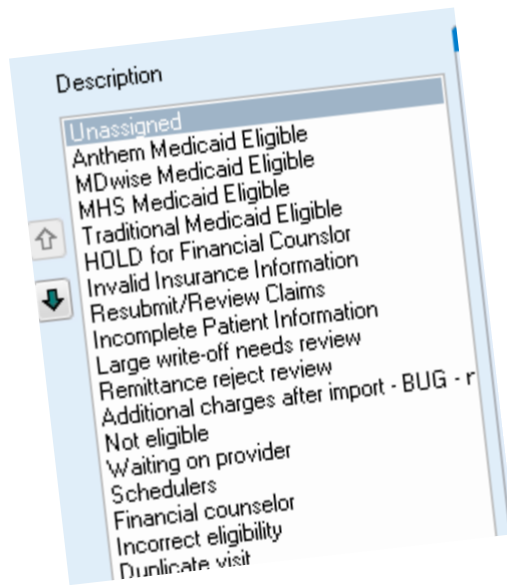 Description
Unassigned
Anthem Medicaid Eligible
MDwise Medicaid Eligible
MHS Medicaid Eligible
Traditional Medicaid Eligible
HOLD for Financial Counslor
Invalid Insurance Information
Resubmit/Review Claims
Incomplete Patient Information
Large write-off needs review
Remittance reject review
Additional charges after import - BUG - r
Not eligible
Waiting on provider
Schedulers
Financial counselor
Incorrect eligibility
Duplicate visit